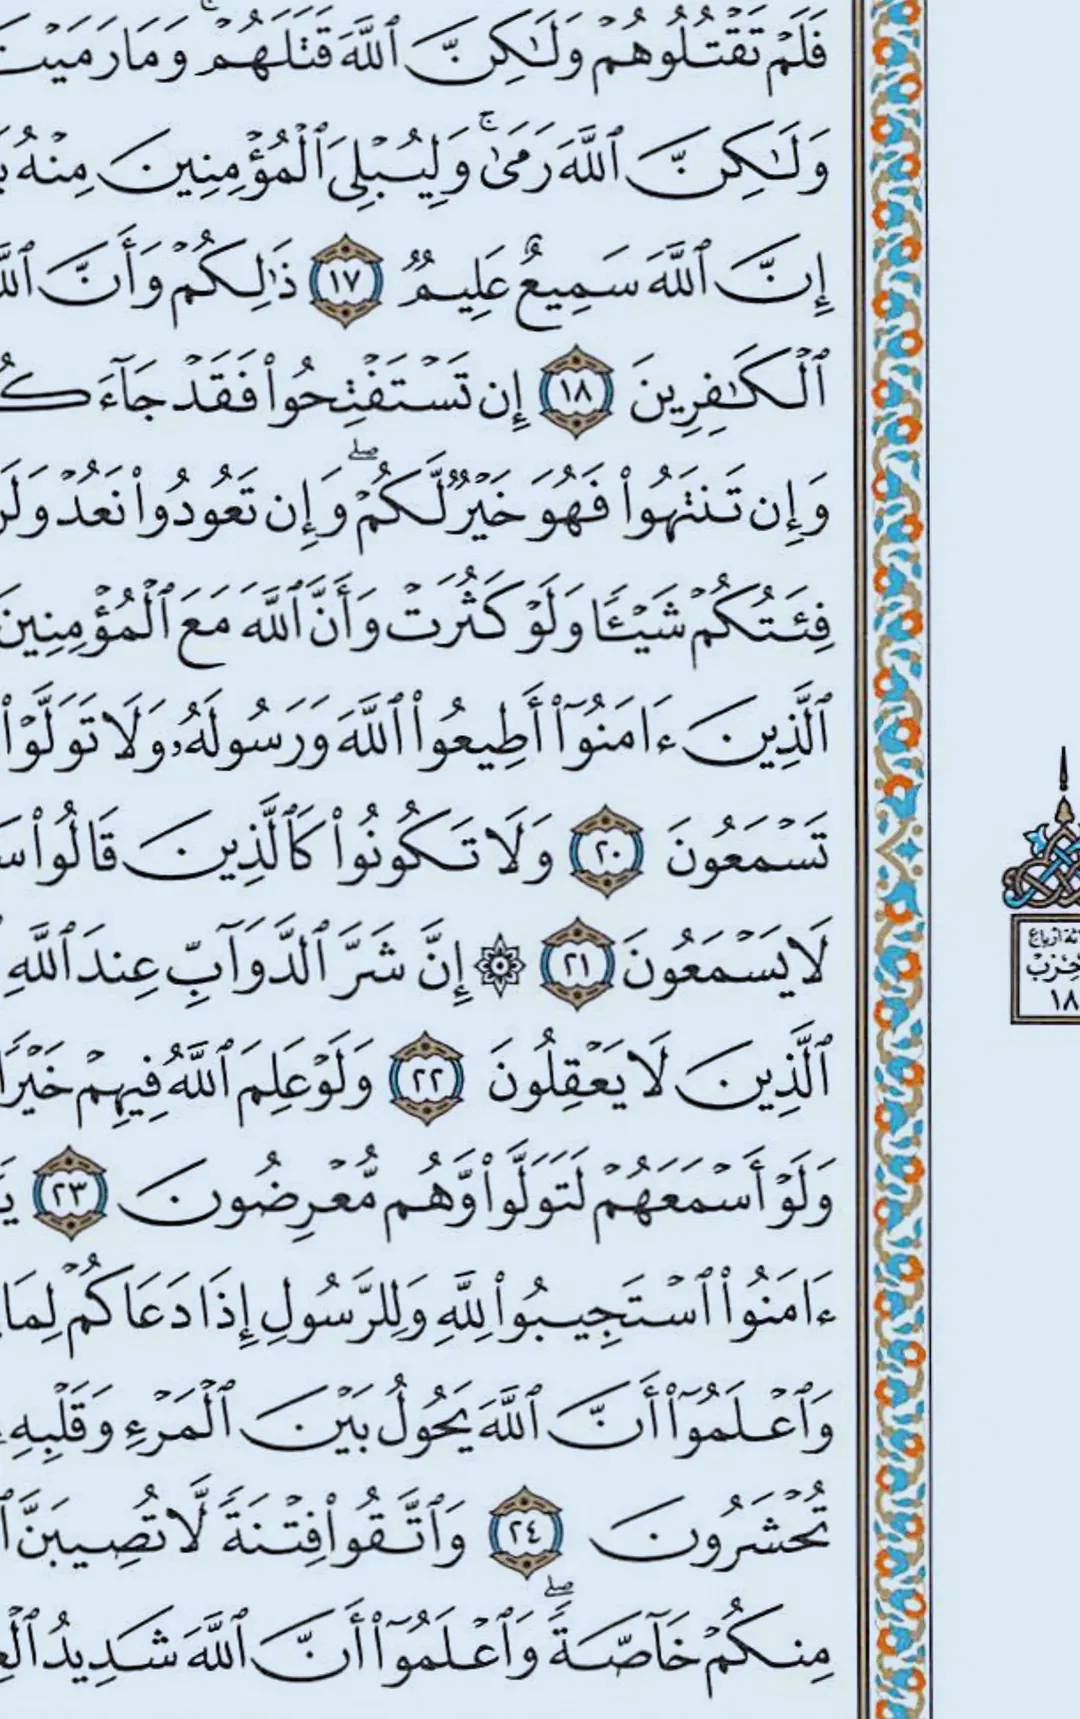 فَلَمْ تَقْتُلُوهُمْ وَلَٰكِنَّ ٱللَّهَ قَتَلَهُمْ ۚ وَمَا رَمَيْتَ
وَلَٰكِنَّ ٱللَّهَ رَمَىٰ ۚ وَلِيُبْلِىَ ٱلْمُؤْمِنِينَ مِنْهُ
إِنَّ ٱللَّهَ سَمِيعٌ عَلِيمٌ ١٧ ذَٰلِكُمْ وَأَنَّ
ٱلْكَٰفِرِينَ ١٨ إِن تَسْتَفْتِحُوا۟ فَقَدْ
وَإِن تَنتَهُوا۟ فَهُوَ خَيْرٌ لَّكُمْ ۖ وَإِن تَعُودُوا۟ نَعُدْ
فِئَتُكُمْ شَيْـًٔا وَلَوْ كَثُرَتْ وَأَنَّ ٱللَّهَ مَعَ ٱلْمُؤْمِنِينَ
ٱلَّذِينَ ءَامَنُوٓا۟ أَطِيعُوا۟ ٱللَّهَ وَرَسُولَهُۥ وَلَا تَوَلَّوْا۟
تَسْمَعُونَ ٢٠ وَلَا تَكُونُوا۟ كَٱلَّذِينَ قَالُوا۟
لَا يَسْمَعُونَ ٢١ ۞ إِنَّ شَرَّ ٱلدَّوَآبِّ عِندَ ٱللَّهِ
ٱلَّذِينَ لَا يَعْقِلُونَ ٢٢ وَلَوْ عَلِمَ ٱللَّهُ فِيهِمْ خَيْرًا
وَلَوْ أَسْمَعَهُمْ لَتَوَلَّوا۟ وَّهُم مُّعْرِضُونَ ٢٣
ءَامَنُوا۟ ٱسْتَجِيبُوا۟ لِلَّهِ وَلِلرَّسُولِ إِذَا دَعَاكُمْ لِمَا
وَٱعْلَمُوٓا۟ أَنَّ ٱللَّهَ يَحُولُ بَيْنَ ٱلْمَرْءِ وَقَلْبِهِۦ
تُحْشَرُونَ ٢٤ وَٱتَّقُوا۟ فِتْنَةً لَّا تُصِيبَنَّ
مِنكُمْ خَآصَّةً ۖ وَٱعْلَمُوٓا۟ أَنَّ ٱللَّهَ شَدِيدُ
١٨